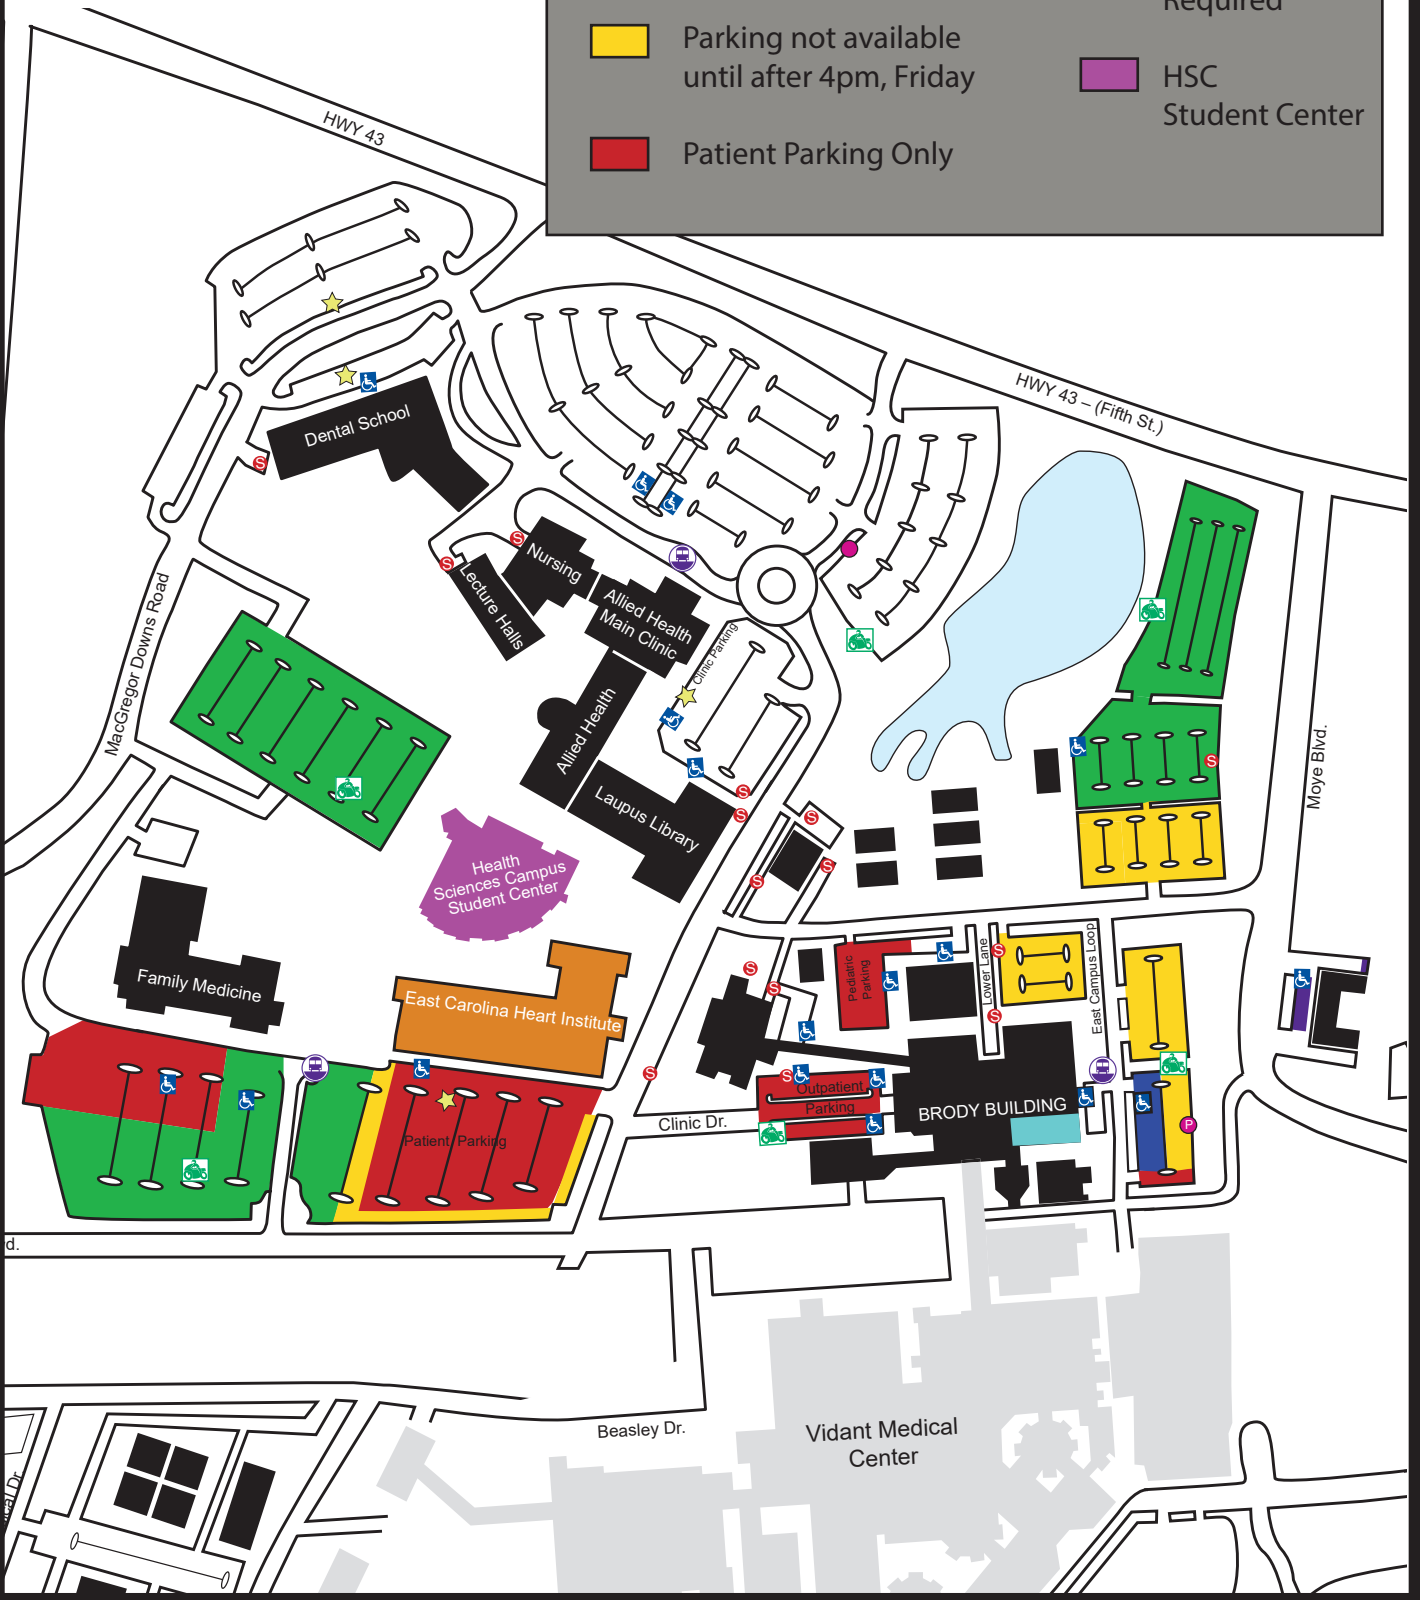 Required
Parking not available
until after 4pm, Friday
HSC
Student Center
Patient Parking Only
HWY 43
HWY 43 – (Fifth St.)
Dental School
S
S
Nursing
S
Lecture Halls
Allied Health
Main Clinic
Clinic Parking
MacGregor Downs Road
Allied Health
Moye Blvd.
S
S
S
Laupus Library
S
S
S
Health
Sciences Campus
Student Center
Family Medicine
East Carolina Heart Institute
Pediatric
Parking
Lower Lane
S
East Campus Loop
S
S
S
S
S
Outpatient
Parking
BRODY BUILDING
Clinic Dr.
P
Patient Parking
d.
Beasley Dr.
Vidant Medical
Center
ical Dr